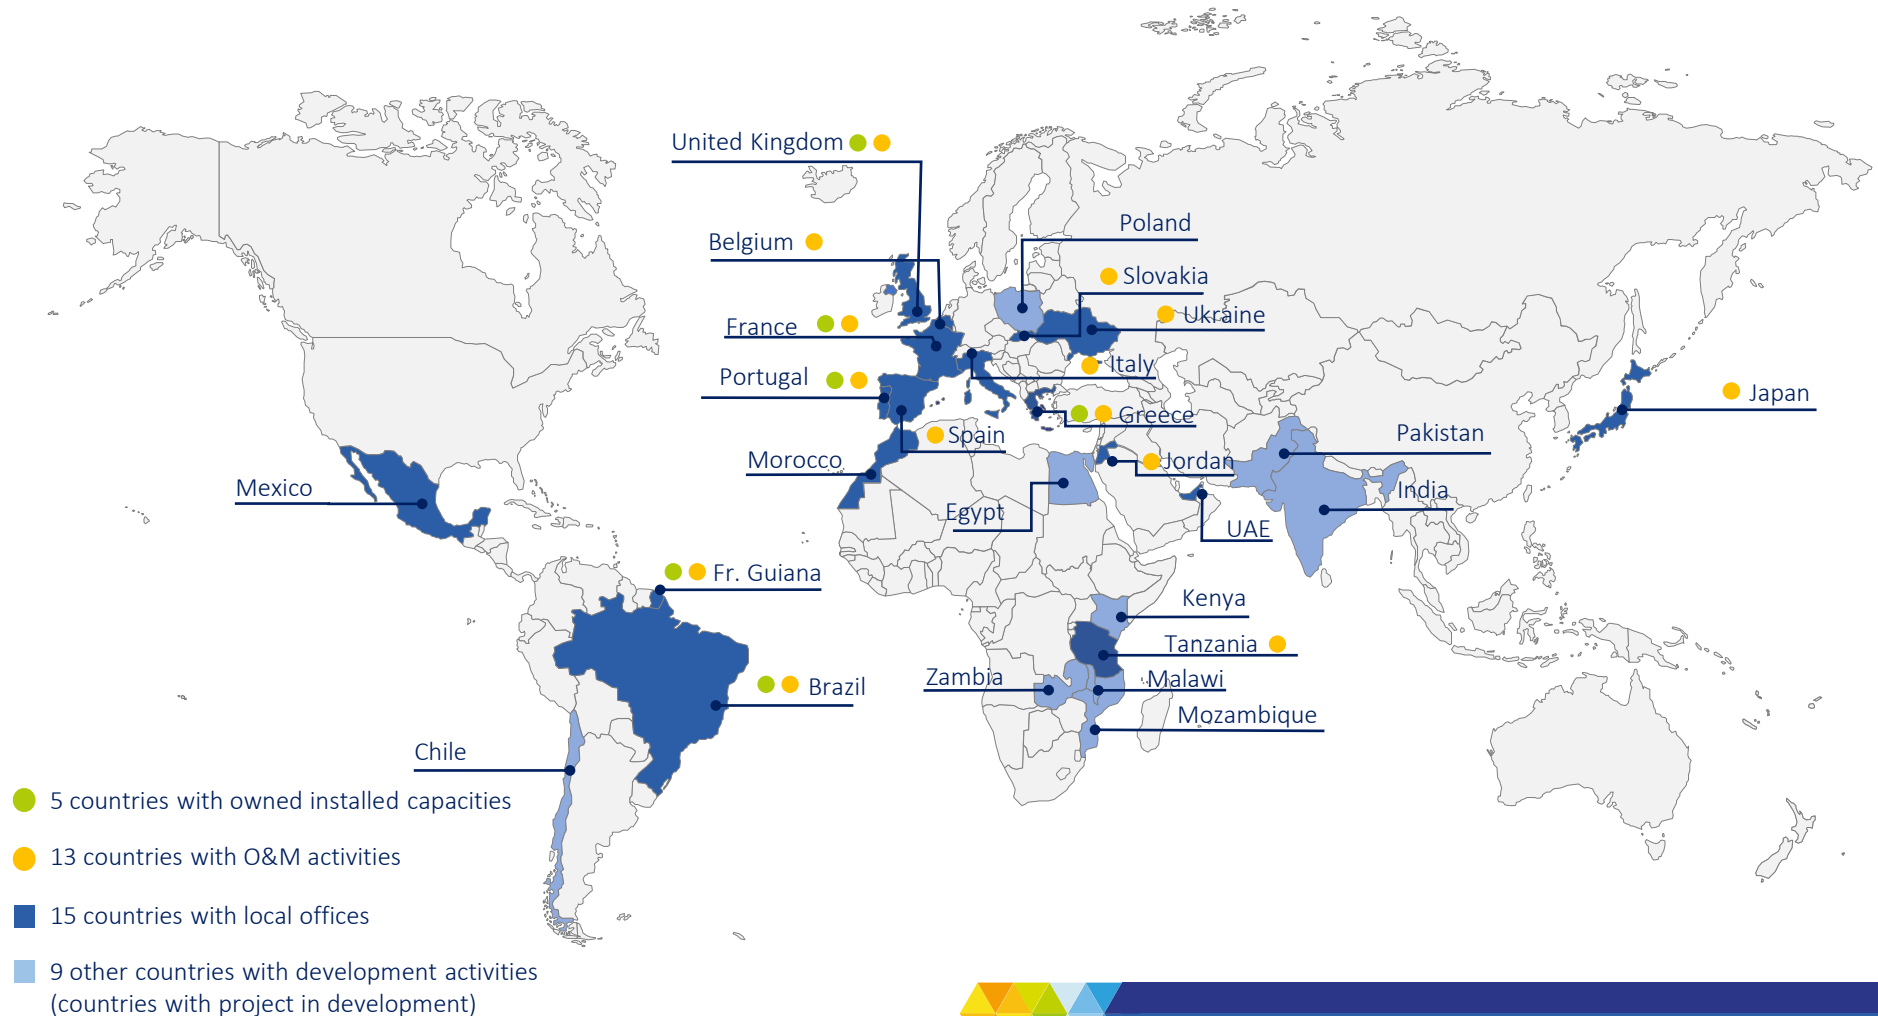 United Kingdom
Poland
Belgium
Slovakia
Ukraine
France
Italy
Portugal
Japan
Greece
Pakistan
Spain
Morocco
Jordan
Mexico
India
Egypt
UAE
Fr. Guiana
Kenya
Tanzania
Zambia
Malawi
Brazil
Mozambique
Chile
5 countries with owned installed capacities
13 countries with O&M activities
15 countries with local offices
9 other countries with development activities
(countries with project in development)